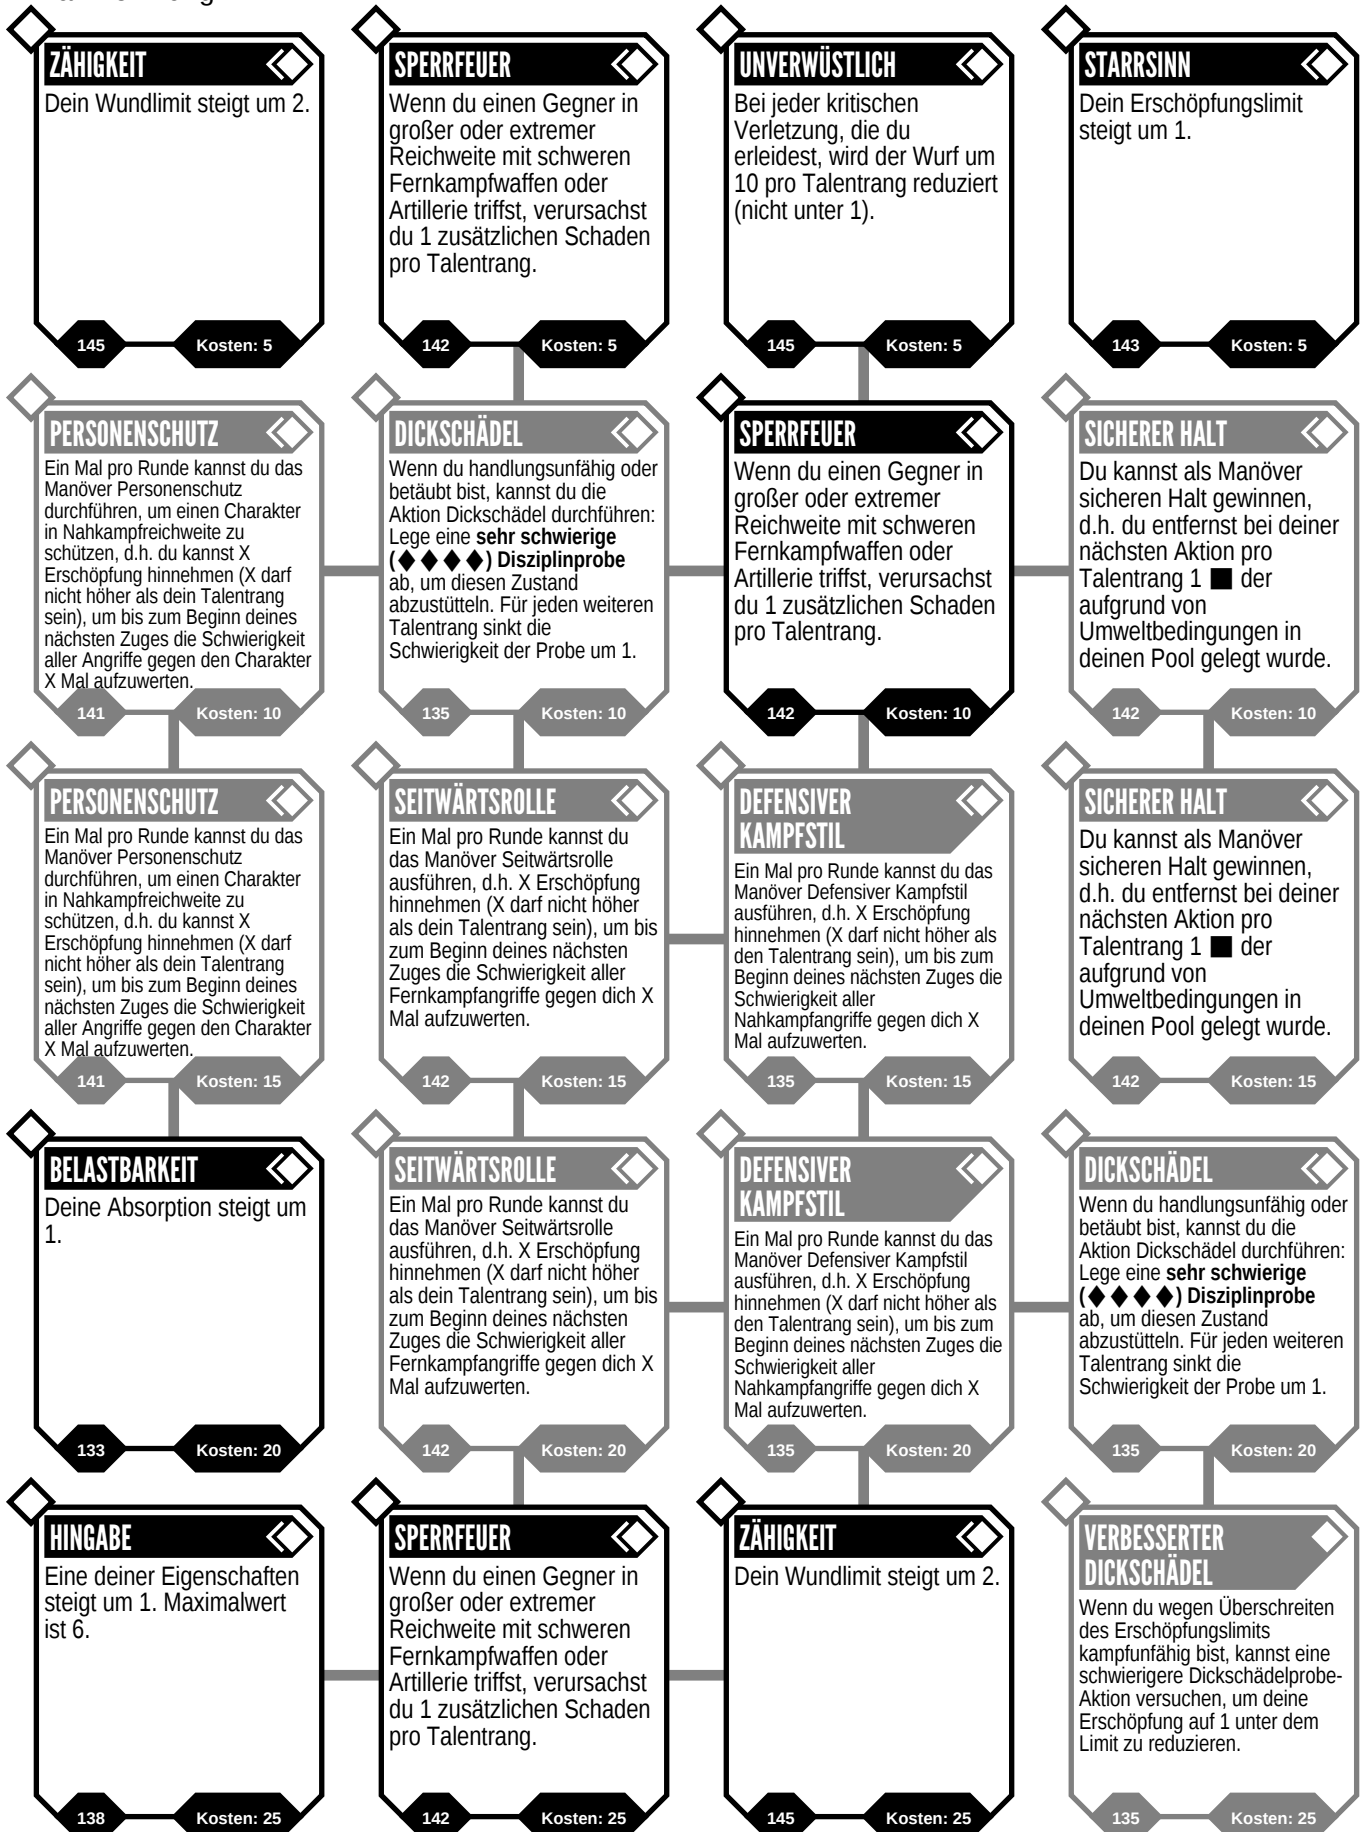 ZÄHIGKEIT
Dein Wundlimit steigt um 2.
145
Kosten: 5
SPERRFEUER
Wenn du einen Gegner in
großer oder extremer
Reichweite mit schweren
Fernkampfwaffen oder
Artillerie triffst, verursachst
du 1 zusätzlichen Schaden
pro Talentrang.
142
Kosten: 5
UNVERWÜSTLICH
Bei jeder kritischen
Verletzung, die du
erleidest, wird der Wurf um
10 pro Talentrang reduziert
(nicht unter 1).
145
Kosten: 5
STARRSINN
Dein Erschöpfungslimit
steigt um 1.
143
Kosten: 5
PERSONENSCHUTZ
Ein Mal pro Runde kannst du das
Manöver Personenschutz
durchführen, um einen Charakter
in Nahkampfreichweite zu
schützen, d.h. du kannst X
Erschöpfung hinnehmen (X darf
nicht höher als dein Talentrang
sein), um bis zum Beginn deines
nächsten Zuges die Schwierigkeit
aller Angriffe gegen den Charakter
X Mal aufzuwerten.
141
Kosten: 10
DICKSCHÄDEL
Wenn du handlungsunfähig oder
betäubt bist, kannst du die
Aktion Dickschädel durchführen:
Lege eine sehr schwierige
(♦♦♦♦) Disziplinprobe
ab, um diesen Zustand
abzustütteln. Für jeden weiteren
Talentrang sinkt die
Schwierigkeit der Probe um 1.
135
Kosten: 10
SPERRFEUER
Wenn du einen Gegner in
großer oder extremer
Reichweite mit schweren
Fernkampfwaffen oder
Artillerie triffst, verursachst
du 1 zusätzlichen Schaden
pro Talentrang.
142
Kosten: 10
SICHERER HALT
Du kannst als Manöver
sicheren Halt gewinnen,
d.h. du entfernst bei deiner
nächsten Aktion pro
Talentrang 1 ■ der
aufgrund von
Umweltbedingungen in
deinen Pool gelegt wurde.
142
Kosten: 10
PERSONENSCHUTZ
Ein Mal pro Runde kannst du das
Manöver Personenschutz
durchführen, um einen Charakter
in Nahkampfreichweite zu
schützen, d.h. du kannst X
Erschöpfung hinnehmen (X darf
nicht höher als dein Talentrang
sein), um bis zum Beginn deines
nächsten Zuges die Schwierigkeit
aller Angriffe gegen den Charakter
X Mal aufzuwerten.
141
Kosten: 15
SEITWÄRTSROLLE
Ein Mal pro Runde kannst du
das Manöver Seitwärtsrolle
ausführen, d.h. X Erschöpfung
hinnehmen (X darf nicht höher
als dein Talentrang sein), um bis
zum Beginn deines nächsten
Zuges die Schwierigkeit aller
Fernkampfangriffe gegen dich X
Mal aufzuwerten.
142
Kosten: 15
DEFENSIVER
KAMPFSTIL
Ein Mal pro Runde kannst du das
Manöver Defensiver Kampfstil
ausführen, d.h. X Erschöpfung
hinnehmen (X darf nicht höher als
den Talentrang sein), um bis zum
Beginn deines nächsten Zuges die
Schwierigkeit aller
Nahkampfangriffe gegen dich X
Mal aufzuwerten.
135
Kosten: 15
SICHERER HALT
Du kannst als Manöver
sicheren Halt gewinnen,
d.h. du entfernst bei deiner
nächsten Aktion pro
Talentrang 1 ■ der
aufgrund von
Umweltbedingungen in
deinen Pool gelegt wurde.
142
Kosten: 15
BELASTBARKEIT
Deine Absorption steigt um
1.
133
Kosten: 20
SEITWÄRTSROLLE
Ein Mal pro Runde kannst du
das Manöver Seitwärtsrolle
ausführen, d.h. X Erschöpfung
hinnehmen (X darf nicht höher
als dein Talentrang sein), um bis
zum Beginn deines nächsten
Zuges die Schwierigkeit aller
Fernkampfangriffe gegen dich X
Mal aufzuwerten.
142
Kosten: 20
DEFENSIVER
KAMPFSTIL
Ein Mal pro Runde kannst du das
Manöver Defensiver Kampfstil
ausführen, d.h. X Erschöpfung
hinnehmen (X darf nicht höher als
den Talentrang sein), um bis zum
Beginn deines nächsten Zuges die
Schwierigkeit aller
Nahkampfangriffe gegen dich X
Mal aufzuwerten.
135
Kosten: 20
DICKSCHÄDEL
Wenn du handlungsunfähig oder
betäubt bist, kannst du die
Aktion Dickschädel durchführen:
Lege eine sehr schwierige
(♦♦♦♦) Disziplinprobe
ab, um diesen Zustand
abzustütteln. Für jeden weiteren
Talentrang sinkt die
Schwierigkeit der Probe um 1.
135
Kosten: 20
HINGABE
Eine deiner Eigenschaften
steigt um 1. Maximalwert
ist 6.
138
Kosten: 25
SPERRFEUER
Wenn du einen Gegner in
großer oder extremer
Reichweite mit schweren
Fernkampfwaffen oder
Artillerie triffst, verursachst
du 1 zusätzlichen Schaden
pro Talentrang.
142
Kosten: 25
ZÄHIGKEIT
Dein Wundlimit steigt um 2.
145
Kosten: 25
VERBESSERTER
DICKSCHÄDEL
Wenn du wegen Überschreiten
des Erschöpfungslimits
kampfunfähig bist, kannst eine
schwierigere Dickschädelprobe-
Aktion versuchen, um deine
Erschöpfung auf 1 unter dem
Limit zu reduzieren.
135
Kosten: 25